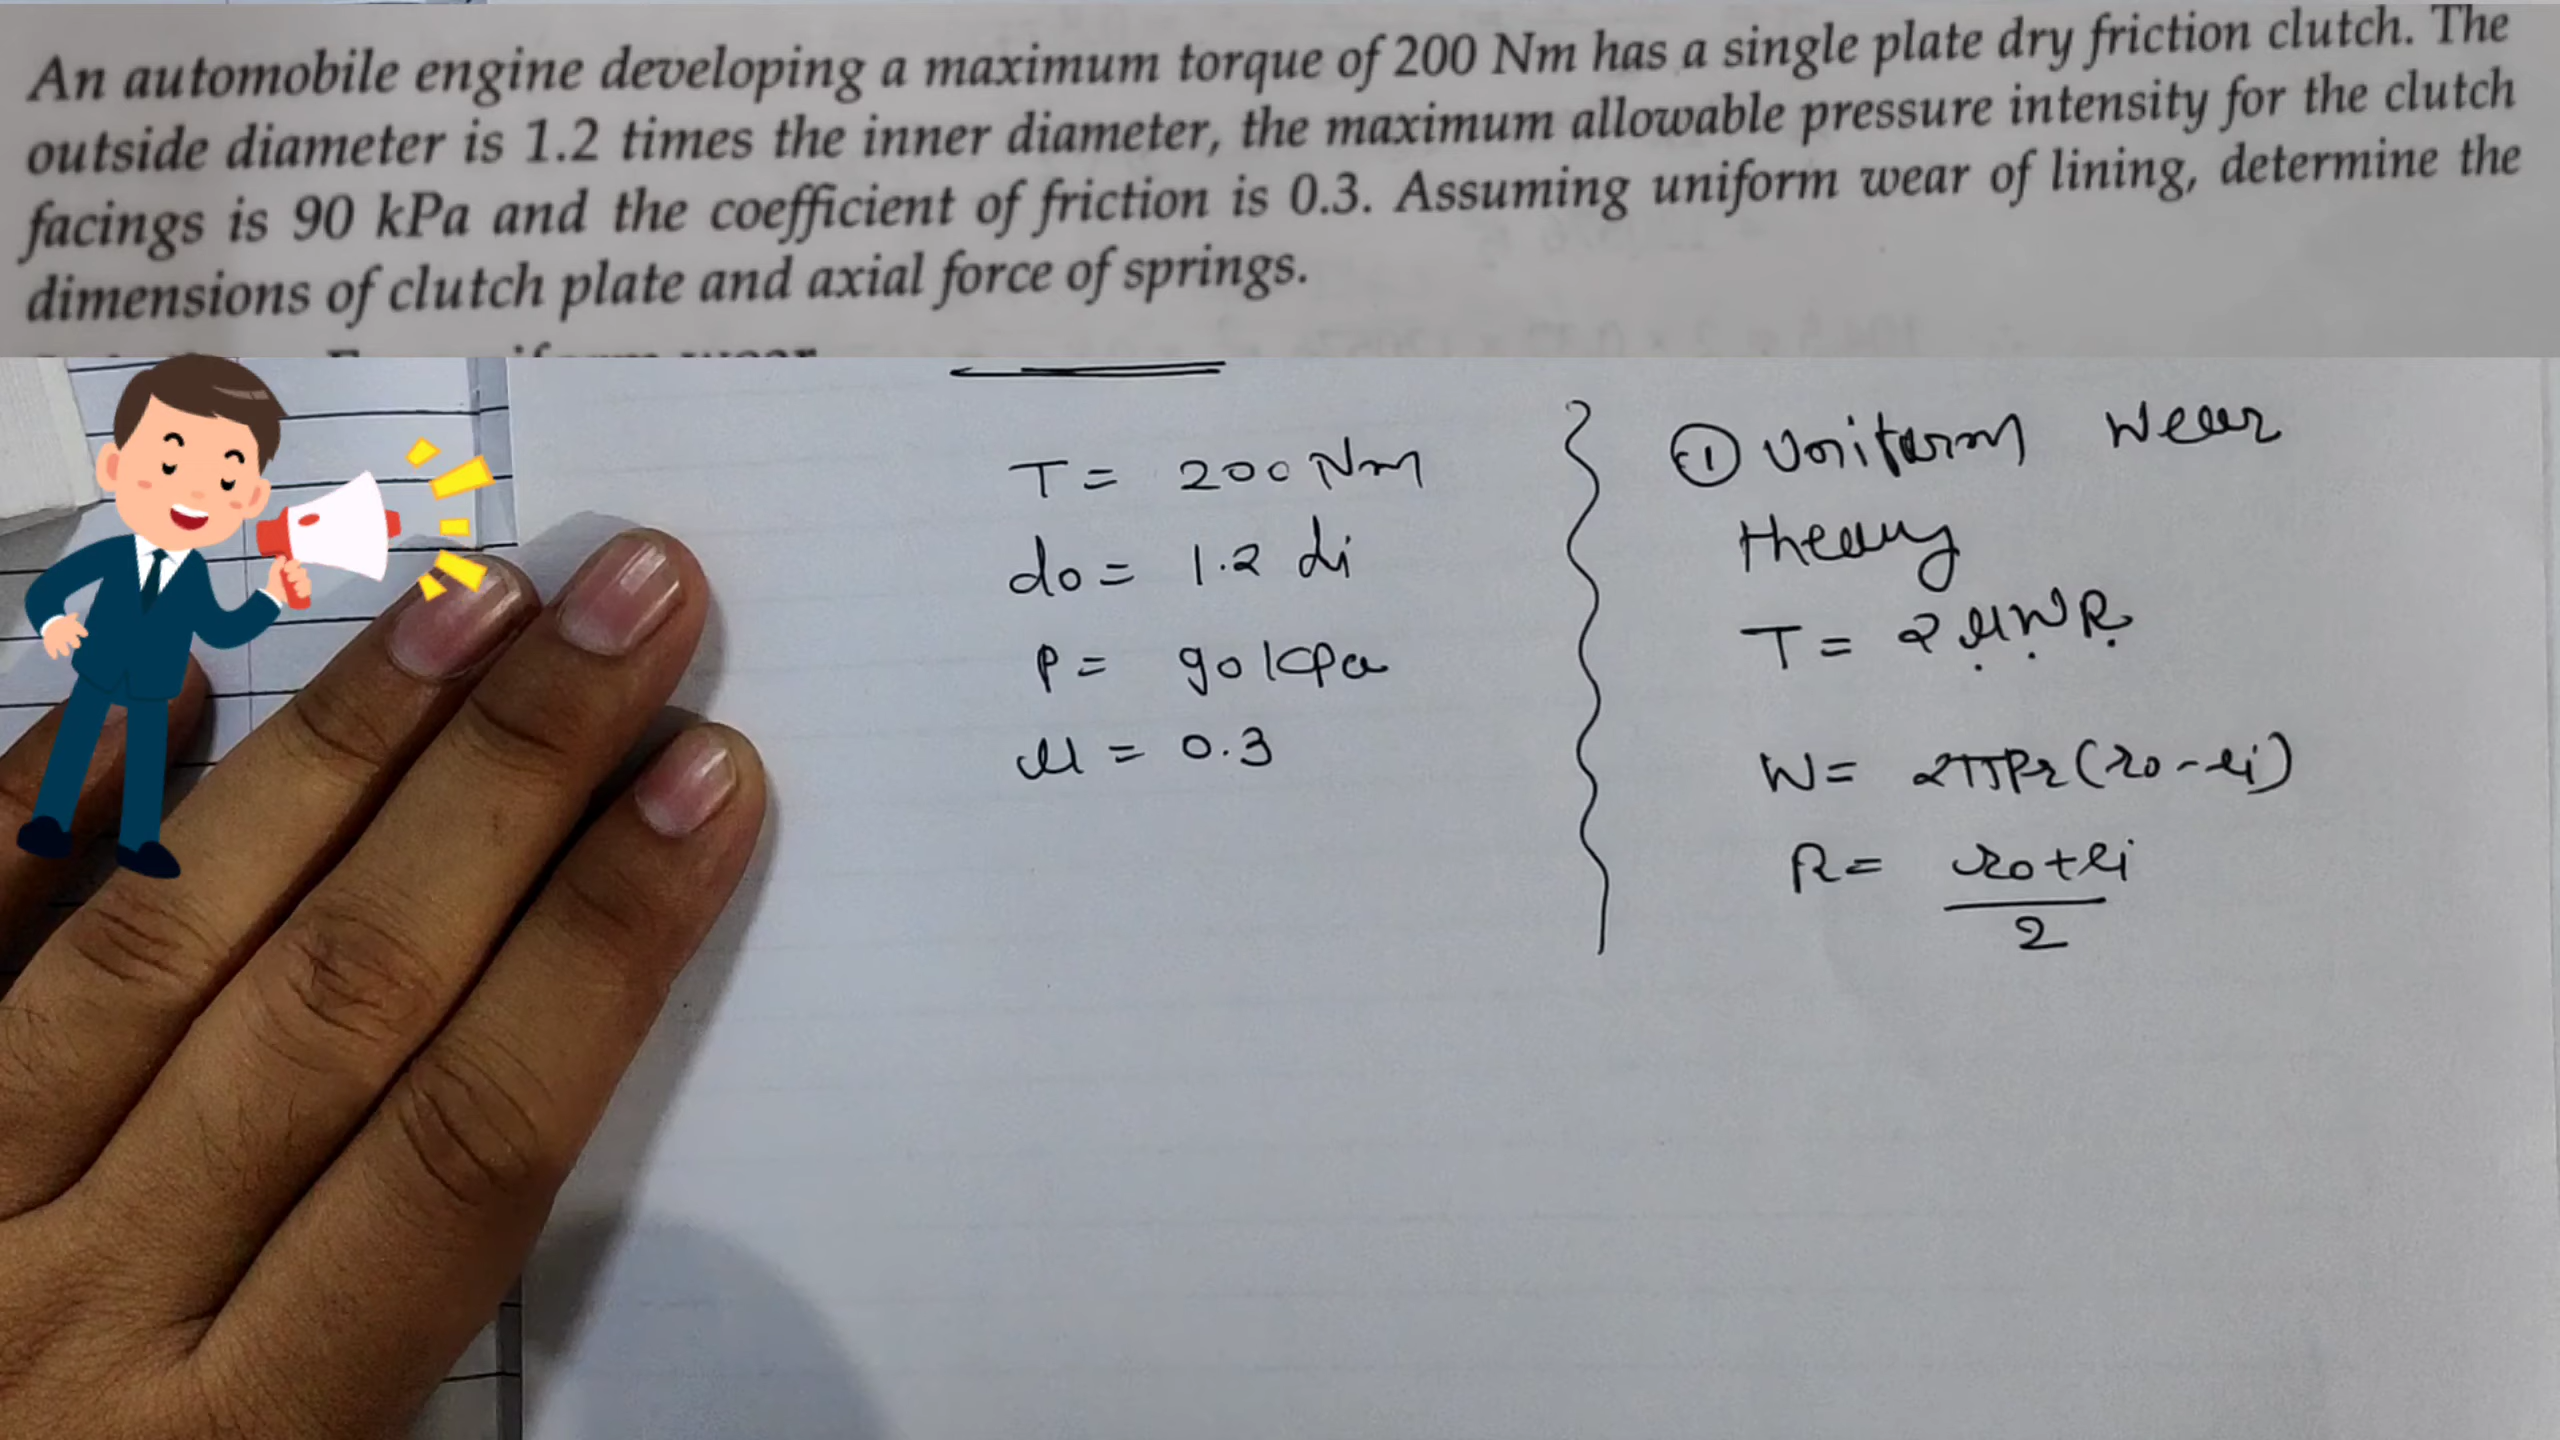 An automobile engine developing a maximum torque of 200 Nm has a single plate dry friction clutch. The
outside diameter is 1.2 times the inner diameter, the maximum allowable pressure intensity for the clutch
facings is 90 kPa and the coefficient of friction is 0.3. Assuming uniform wear of lining, determine the
dimensions of clutch plate and axial force of springs.
T = 200 Nm
do = 1.2 di
P = 90 kPa
μ = 0.3
① Uniform wear
theory
T = 2 μWR
W = 2πPr(ro-ri)
R = ro+ri
2